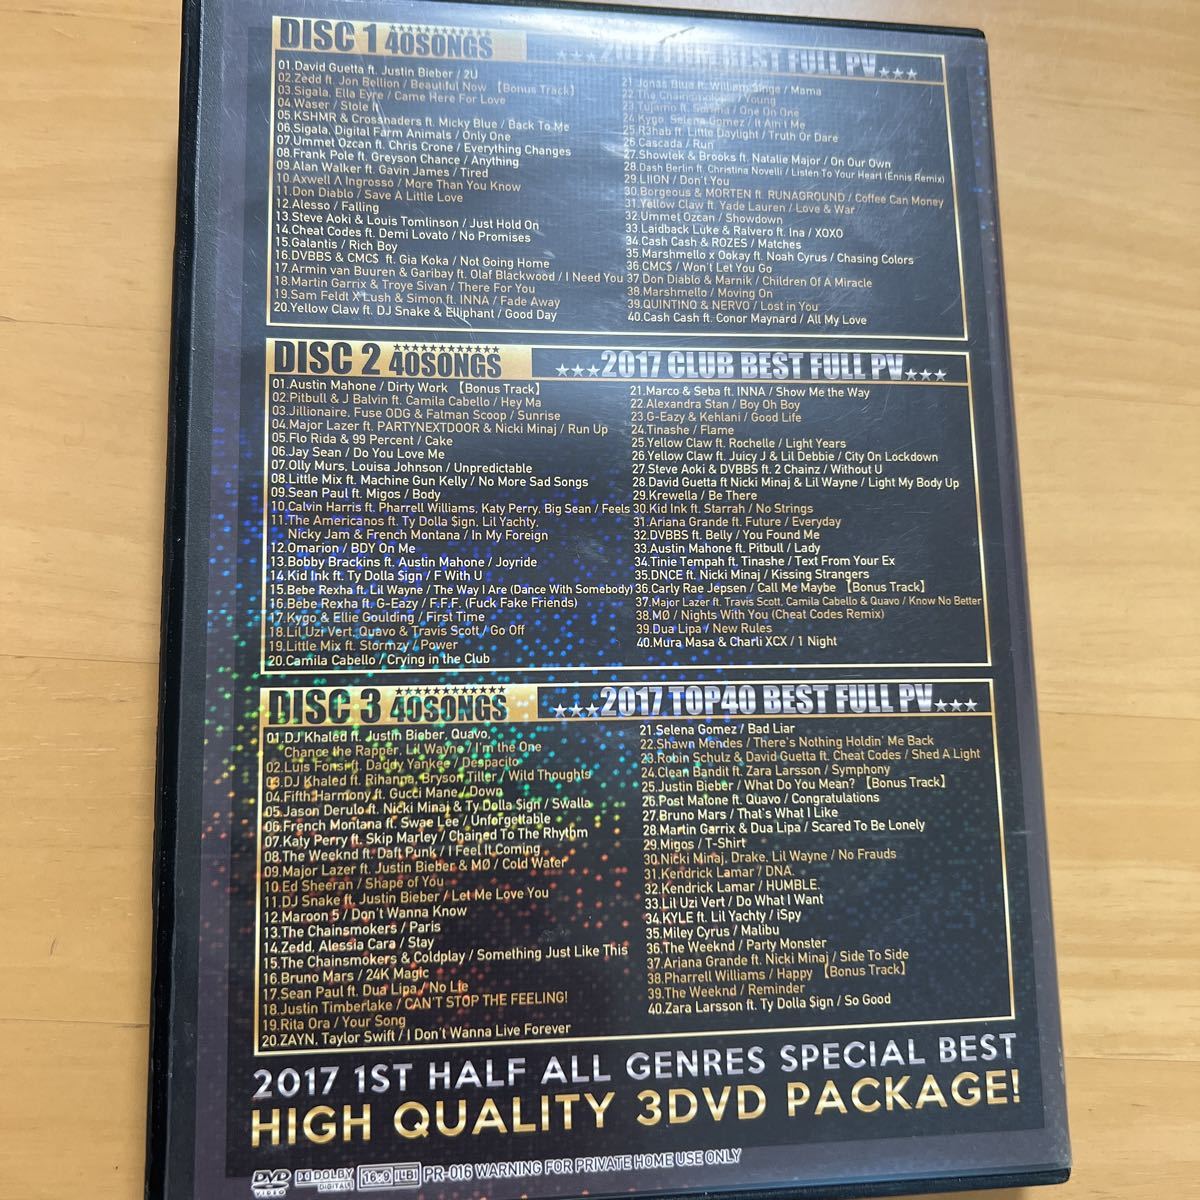 DISC 1 40SONGS
★★★2017 EDM BEST FULL PV★★★
01.David Guetta ft. Justin Bieber / 2U
02.Zedd ft. Jon Bellion / Beautiful Now 【Bonus Track】
03.Sigala, Ella Eyre / Came Here For Love
04.Waser / Stole It
05.KSHMR & Crossnaders ft. Micky Blue / Back To Me
06.Sigala, Digital Farm Animals / Only One
07.Ummet Ozcan ft. Chris Crone / Everything Changes
08.Frank Pole ft. Greyson Chance / Anything
09.Alan Walker ft. Gavin James / Tired
10.Axwell Λ Ingrosso / More Than You Know
11.Don Diablo / Save A Little Love
12.Alesso / Falling
13.Steve Aoki & Louis Tomlinson / Just Hold On
14.Cheat Codes ft. Demi Lovato / No Promises
15.Galantis / Rich Boy
16.DVBBS & CMC$ ft. Gia Koka / Not Going Home
17.Armin van Buuren & Garibay ft. Olaf Blackwood / I Need You
18.Martin Garrix & Troye Sivan / There For You
19.Sam Feldt X Lush & Simon ft. INNA / Fade Away
20.Yellow Claw ft. DJ Snake & Elliphant / Good Day
21.Jonas Blue ft. William Singe / Mama
22.The Chainsmokers / Young
23.Tujamo ft. Sorana / One On One
24.Kygo, Selena Gomez / It Ain't Me
25.R3hab ft. Little Daylight / Truth Or Dare
26.Cascada / Run
27.Showtek & Brooks ft. Natalie Major / On Our Own
28.Dash Berlin ft. Christina Novelli / Listen To Your Heart (Ennis Remix)
29.LIION / Don't You
30.Borgeous & MORTEN ft. RUNAGROUND / Coffee Can Money
31.Yellow Claw ft. Yade Lauren / Love & War
32.Ummet Ozcan / Showdown
33.Laidback Luke & Ralvero ft. Ina / XOXO
34.Cash Cash & ROZES / Matches
35.Marshmello x Ookay ft. Noah Cyrus / Chasing Colors
36.CMC$ / Won't Let You Go
37.Don Diablo & Marnik / Children Of A Miracle
38.Marshmello / Moving On
39.QUINTINO & NERVO / Lost in You
40.Cash Cash ft. Conor Maynard / All My Love
DISC 2 40SONGS
★★★2017 CLUB BEST FULL PV★★★
01.Austin Mahone / Dirty Work 【Bonus Track】
02.Pitbull & J Balvin ft. Camila Cabello / Hey Ma
03.Jillionaire, Fuse ODG & Fatman Scoop / Sunrise
04.Major Lazer ft. PARTYNEXTDOOR & Nicki Minaj / Run Up
05.Flo Rida & 99 Percent / Cake
06.Jay Sean / Do You Love Me
07.Olly Murs, Louisa Johnson / Unpredictable
08.Little Mix ft. Machine Gun Kelly / No More Sad Songs
09.Sean Paul ft. Migos / Body
10.Calvin Harris ft. Pharrell Williams, Katy Perry, Big Sean / Feels
11.The Americanos ft. Ty Dolla $ign, Lil Yachty,
Nicky Jam & French Montana / In My Foreign
12.Omarion / BDY On Me
13.Bobby Brackins ft. Austin Mahone / Joyride
14.Kid Ink ft. Ty Dolla $ign / F With U
15.Bebe Rexha ft. Lil Wayne / The Way I Are (Dance With Somebody)
16.Bebe Rexha ft. G-Eazy / F.F.F. (Fuck Fake Friends)
17.Kygo & Ellie Goulding / First Time
18.Lil Uzi Vert, Quavo & Travis Scott / Go Off
19.Little Mix ft. Stormzy / Power
20.Camila Cabello / Crying in the Club
21.Marco & Seba ft. INNA / Show Me the Way
22.Alexandra Stan / Boy Oh Boy
23.G-Eazy & Kehlani / Good Life
24.Tinashe / Flame
25.Yellow Claw ft. Rochelle / Light Years
26.Yellow Claw ft. Juicy J & Lil Debbie / City On Lockdown
27.Steve Aoki & DVBBS ft. 2 Chainz / Without U
28.David Guetta ft Nicki Minaj & Lil Wayne / Light My Body Up
29.Krewella / Be There
30.Kid Ink ft. Starrah / No Strings
31.Ariana Grande ft. Future / Everyday
32.DVBBS ft. Belly / You Found Me
33.Austin Mahone ft. Pitbull / Lady
34.Tinie Tempah ft. Tinashe / Text From Your Ex
35.DNCE ft. Nicki Minaj / Kissing Strangers
36.Carly Rae Jepsen / Call Me Maybe 【Bonus Track】
37.Major Lazer ft. Travis Scott, Camila Cabello & Quavo / Know No Better
38.MØ / Nights With You (Cheat Codes Remix)
39.Dua Lipa / New Rules
40.Mura Masa & Charli XCX / 1 Night
DISC 3 40SONGS
★★★2017 TOP40 BEST FULL PV★★★
01.DJ Khaled ft. Justin Bieber, Quavo,
Chance the Rapper, Lil Wayne / I'm the One
02.Luis Fonsi ft. Daddy Yankee / Despacito
03.DJ Khaled ft. Rihanna, Bryson Tiller / Wild Thoughts
04.Fifth Harmony ft. Gucci Mane / Down
05.Jason Derulo ft. Nicki Minaj & Ty Dolla $ign / Swalla
06.French Montana ft. Swae Lee / Unforgettable
07.Katy Perry ft. Skip Marley / Chained To The Rhythm
08.The Weeknd ft. Daft Punk / I Feel It Coming
09.Major Lazer ft. Justin Bieber & MØ / Cold Water
10.Ed Sheeran / Shape of You
11.DJ Snake ft. Justin Bieber / Let Me Love You
12.Maroon 5 / Don't Wanna Know
13.The Chainsmokers / Paris
14.Zedd, Alessia Cara / Stay
15.The Chainsmokers & Coldplay / Something Just Like This
16.Bruno Mars / 24K Magic
17.Sean Paul ft. Dua Lipa / No Lie
18.Justin Timberlake / CAN'T STOP THE FEELING!
19.Rita Ora / Your Song
20.ZAYN, Taylor Swift / I Don't Wanna Live Forever
21.Selena Gomez / Bad Liar
22.Shawn Mendes / There's Nothing Holdin' Me Back
23.Robin Schulz & David Guetta ft. Cheat Codes / Shed A Light
24.Clean Bandit ft. Zara Larsson / Symphony
25.Justin Bieber / What Do You Mean? 【Bonus Track】
26.Post Malone ft. Quavo / Congratulations
27.Bruno Mars / That's What I Like
28.Martin Garrix & Dua Lipa / Scared To Be Lonely
29.Migos / T-Shirt
30.Nicki Minaj, Drake, Lil Wayne / No Frauds
31.Kendrick Lamar / DNA.
32.Kendrick Lamar / HUMBLE.
33.Lil Uzi Vert / Do What I Want
34.KYLE ft. Lil Yachty / iSpy
35.Miley Cyrus / Malibu
36.The Weeknd / Party Monster
37.Ariana Grande ft. Nicki Minaj / Side To Side
38.Pharrell Williams / Happy 【Bonus Track】
39.The Weeknd / Reminder
40.Zara Larsson ft. Ty Dolla $ign / So Good
2017 1ST HALF ALL GENRES SPECIAL BEST
HIGH QUALITY 3DVD PACKAGE!
DVD VIDEO DOLBY DIGITAL 16:9 LB PR-016 WARNING FOR PRIVATE HOME USE ONLY